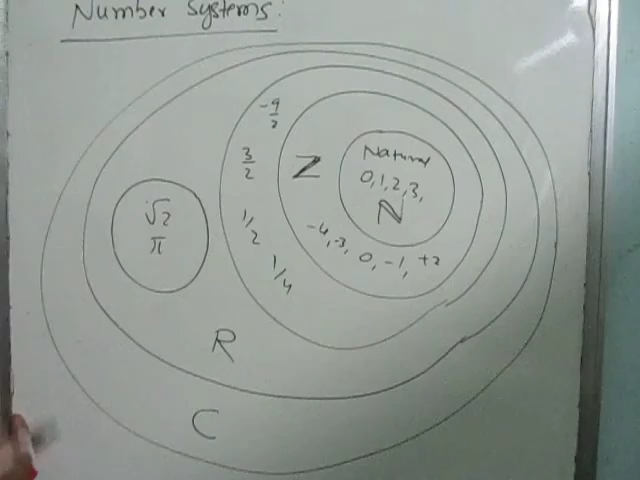 Number Systems:
-9/2
3/2
1/2
1/4
Z
Natural
0,1,2,3,
N
-4,-3, 0, -1, +2
√2
π
R
C